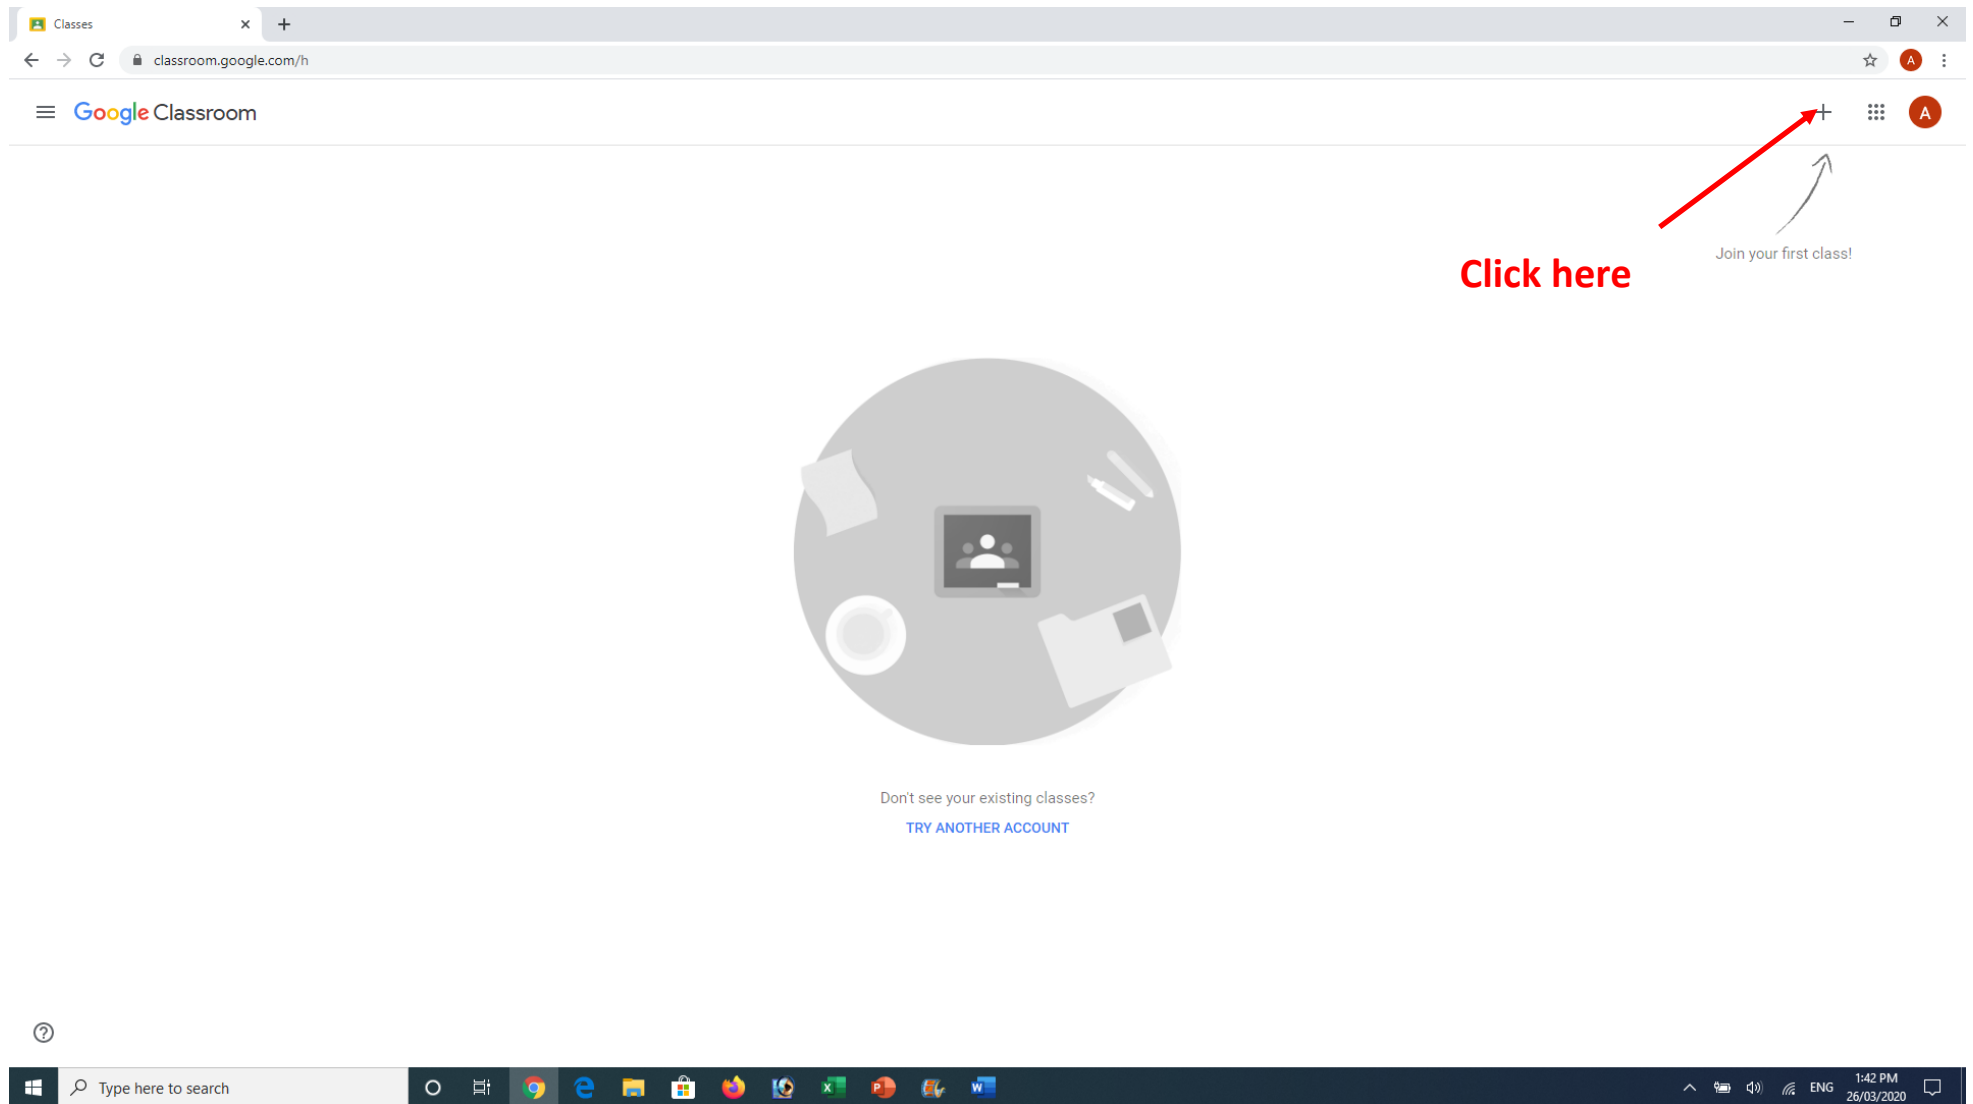 Classes
classroom.google.com/h
A
Google Classroom
A
Join your first class!
Click here
Don't see your existing classes?
TRY ANOTHER ACCOUNT
Type here to search
ENG
1:42 PM
26/03/2020